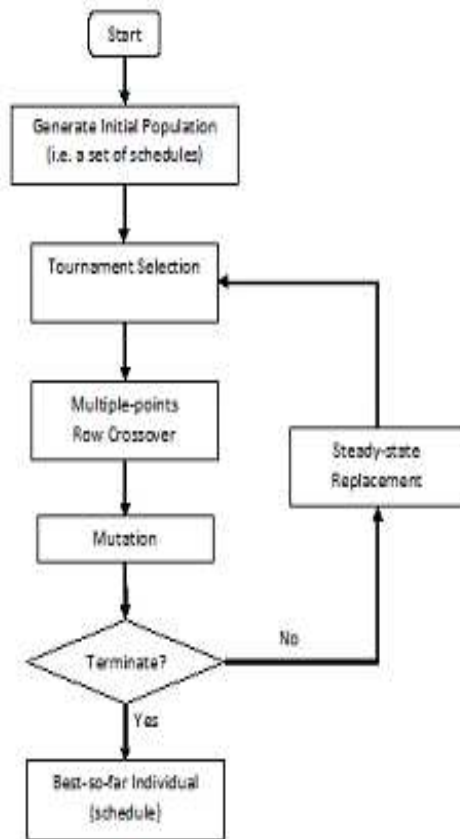 Start
Generate Initial Population
(i.e. a set of schedules)
Tournament Selection
Multiple-points
Row Crossover
Steady-state
Replacement
Mutation
No
Terminate?
Yes
Best-so-far Individual
(schedule)